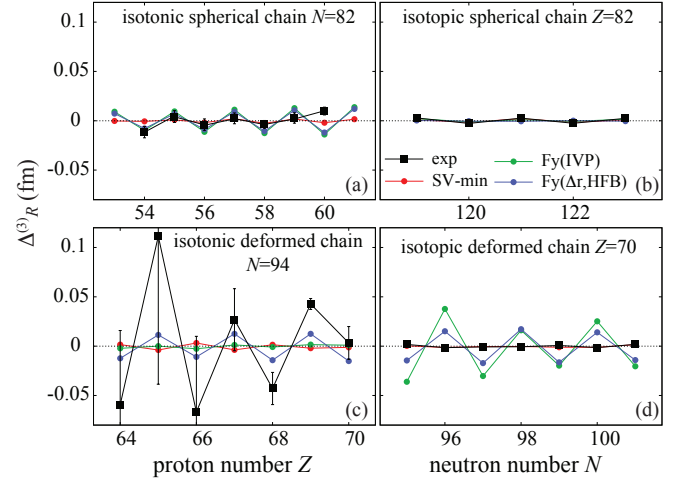 isotonic spherical chain N=82
isotopic spherical chain Z=82
0.1
0.05
0
-0.05
54 56 58 60
(a)
120 122
(b)
exp
SV-min
Fy(IVP)
Fy(Δr,HFB)
Δ⁽³⁾R (fm)
isotonic deformed chain
N=94
isotopic deformed chain Z=70
0.1
0.05
0
-0.05
64 66 68 70
(c)
96 98 100
(d)
proton number Z
neutron number N